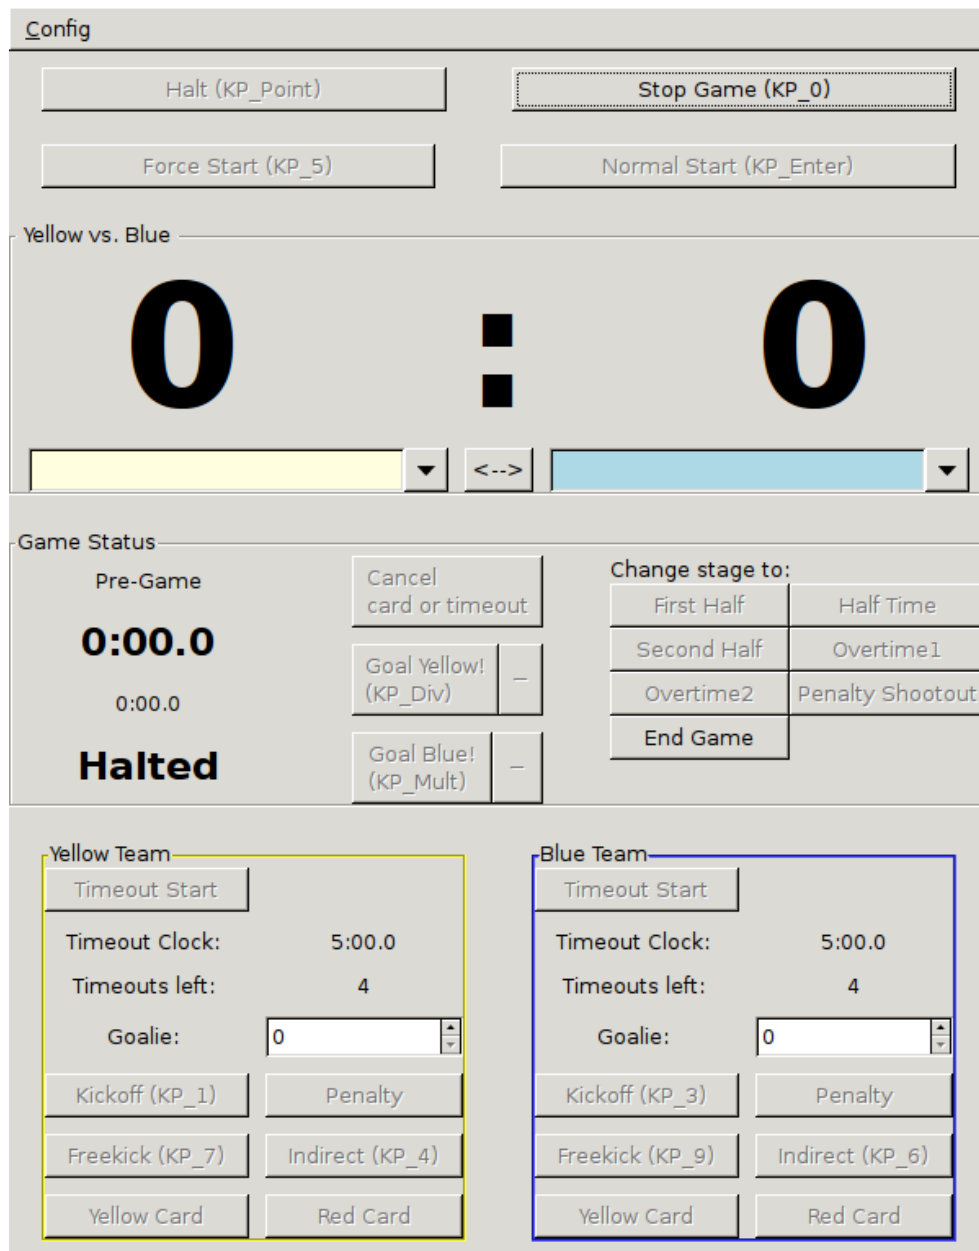 Config
Halt (KP_Point) Stop Game (KP_0)
Force Start (KP_5) Normal Start (KP_Enter)
Yellow vs. Blue
0 : 0
<-->
Game Status
Pre-Game
0:00.0
0:00.0
Halted
Cancel
card or timeout
Goal Yellow!
(KP_Div)
–
Goal Blue!
(KP_Mult)
–
Change stage to:
First Half Half Time
Second Half Overtime1
Overtime2 Penalty Shootout
End Game
Yellow Team
Timeout Start
Timeout Clock: 5:00.0
Timeouts left: 4
Goalie: 0
Kickoff (KP_1) Penalty
Freekick (KP_7) Indirect (KP_4)
Yellow Card Red Card
Blue Team
Timeout Start
Timeout Clock: 5:00.0
Timeouts left: 4
Goalie: 0
Kickoff (KP_3) Penalty
Freekick (KP_9) Indirect (KP_6)
Yellow Card Red Card